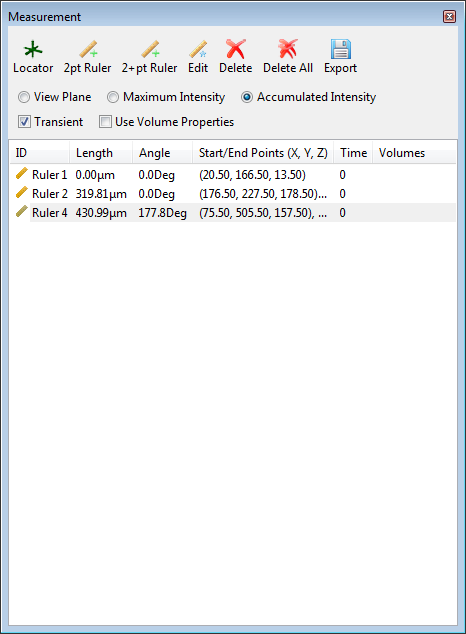 Measurement
Locator 2pt Ruler 2+pt Ruler Edit Delete Delete All Export
View Plane Maximum Intensity Accumulated Intensity
Transient Use Volume Properties
ID Length Angle Start/End Points (X, Y, Z) Time Volumes
Ruler 1 0.00µm 0.0Deg (20.50, 166.50, 13.50) 0
Ruler 2 319.81µm 0.0Deg (176.50, 227.50, 178.50)... 0
Ruler 4 430.99µm 177.8Deg (75.50, 505.50, 157.50), ... 0